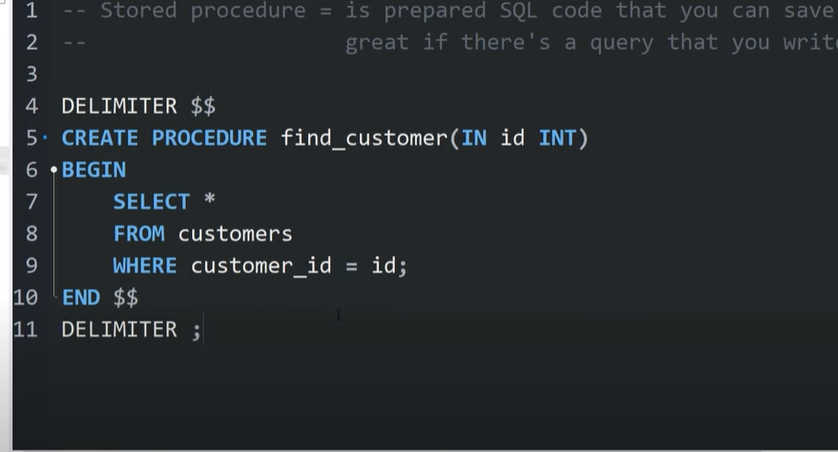 1 -- Stored procedure = is prepared SQL code that you can save
2 -- great if there's a query that you write
3
4 DELIMITER $$
5 CREATE PROCEDURE find_customer(IN id INT)
6 BEGIN
7 SELECT *
8 FROM customers
9 WHERE customer_id = id;
10 END $$
11 DELIMITER ;